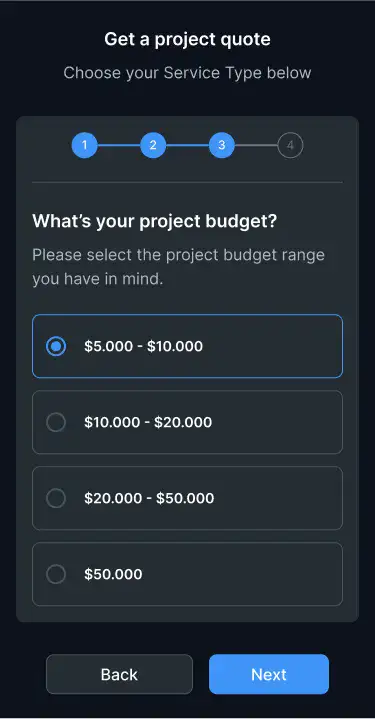 Get a project quote
Choose your Service Type below
1 2 3 4
What's your project budget?
Please select the project budget range
you have in mind.
$5.000 - $10.000
$10.000 - $20.000
$20.000 - $50.000
$50.000
Back Next